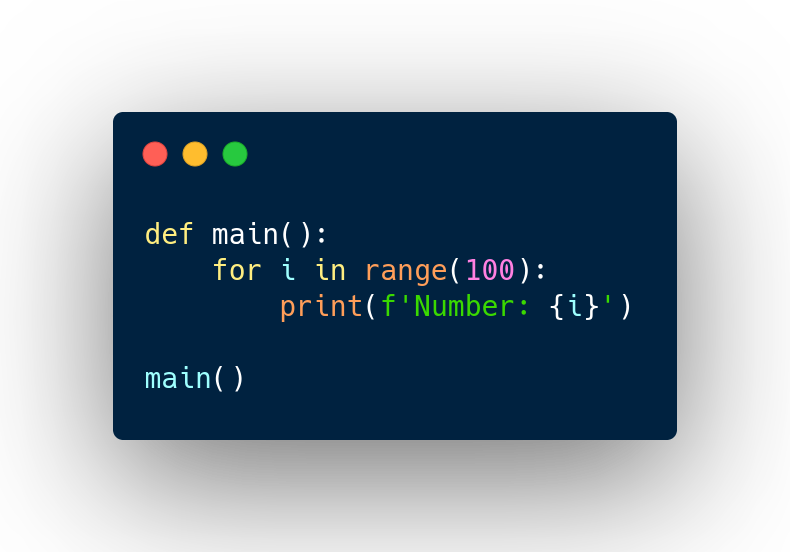 def main():
    for i in range(100):
        print(f'Number: {i}')

main()